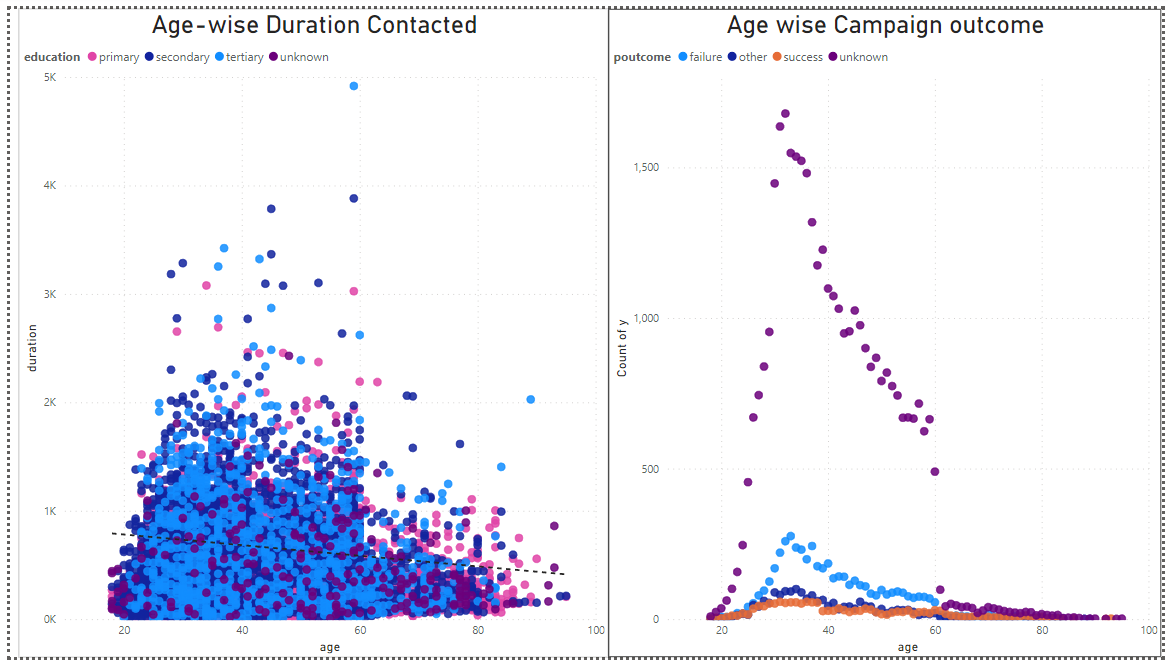 Age-wise Duration Contacted
education primary secondary tertiary unknown
5K
4K
3K
2K
1K
0K
duration
20 40 60 80 100
age
Age wise Campaign outcome
poutcome failure other success unknown
1,500
1,000
500
0
Count of y
20 40 60 80 100
age